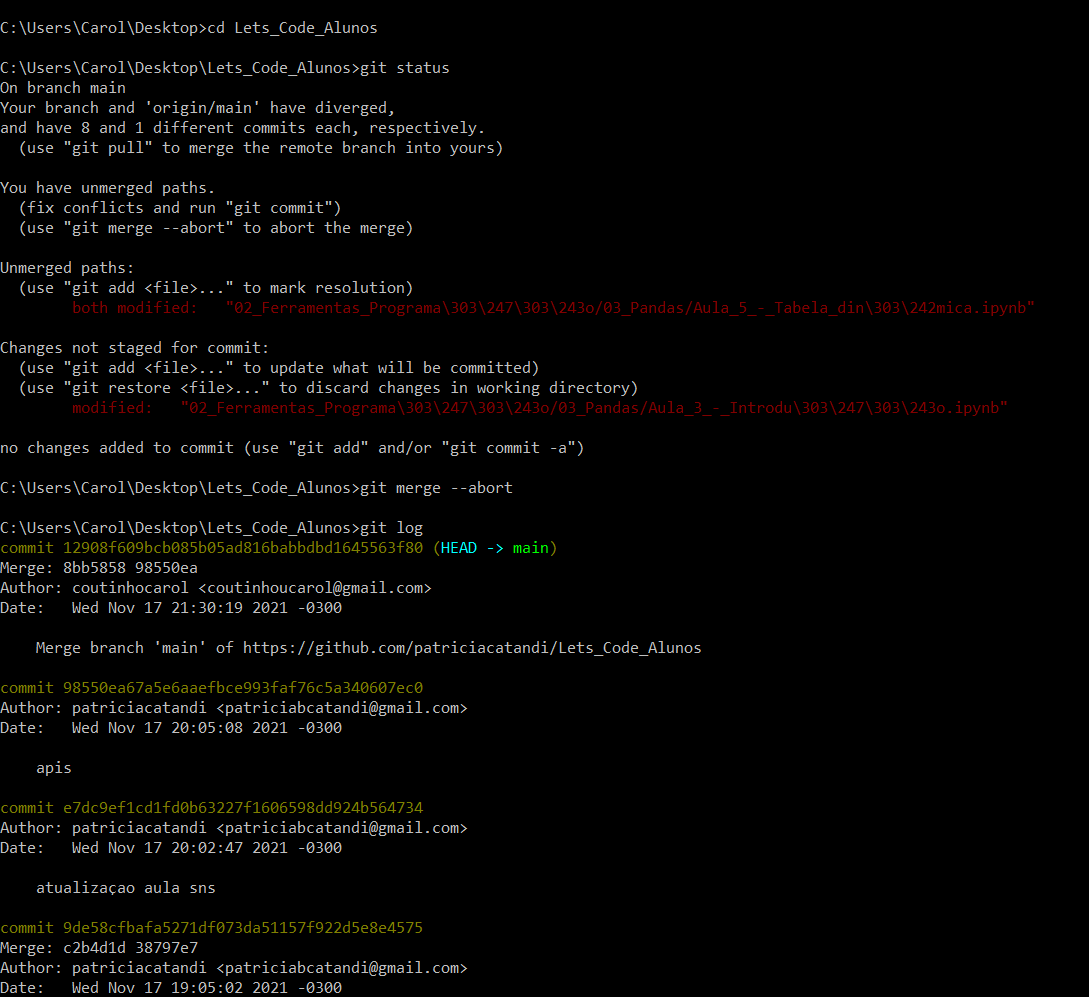 C:\Users\Carol\Desktop>cd Lets_Code_Alunos
C:\Users\Carol\Desktop\Lets_Code_Alunos>git status
On branch main
Your branch and 'origin/main' have diverged,
and have 8 and 1 different commits each, respectively.
  (use "git pull" to merge the remote branch into yours)
You have unmerged paths.
  (fix conflicts and run "git commit")
  (use "git merge --abort" to abort the merge)
Unmerged paths:
  (use "git add <file>..." to mark resolution)
        both modified:   "02_Ferramentas_Programa\303\247\303\243o/03_Pandas/Aula_5_-_Tabela_din\303\242mica.ipynb"
Changes not staged for commit:
  (use "git add <file>..." to update what will be committed)
  (use "git restore <file>..." to discard changes in working directory)
        modified:   "02_Ferramentas_Programa\303\247\303\243o/03_Pandas/Aula_3_-_Introdu\303\247\303\243o.ipynb"
no changes added to commit (use "git add" and/or "git commit -a")
C:\Users\Carol\Desktop\Lets_Code_Alunos>git merge --abort
C:\Users\Carol\Desktop\Lets_Code_Alunos>git log
commit 12908f609bcb085b05ad816babbdbd1645563f80 (HEAD -> main)
Merge: 8bb5858 98550ea
Author: coutinhocarol <coutinhoucarol@gmail.com>
Date:   Wed Nov 17 21:30:19 2021 -0300
    Merge branch 'main' of https://github.com/patriciacatandi/Lets_Code_Alunos
commit 98550ea67a5e6aaefbce993faf76c5a340607ec0
Author: patriciacatandi <patriciabcatandi@gmail.com>
Date:   Wed Nov 17 20:05:08 2021 -0300
    apis
commit e7dc9ef1cd1fd0b63227f1606598dd924b564734
Author: patriciacatandi <patriciabcatandi@gmail.com>
Date:   Wed Nov 17 20:02:47 2021 -0300
    atualizaçao aula sns
commit 9de58cfbafa5271df073da51157f922d5e8e4575
Merge: c2b4d1d 38797e7
Author: patriciacatandi <patriciabcatandi@gmail.com>
Date:   Wed Nov 17 19:05:02 2021 -0300